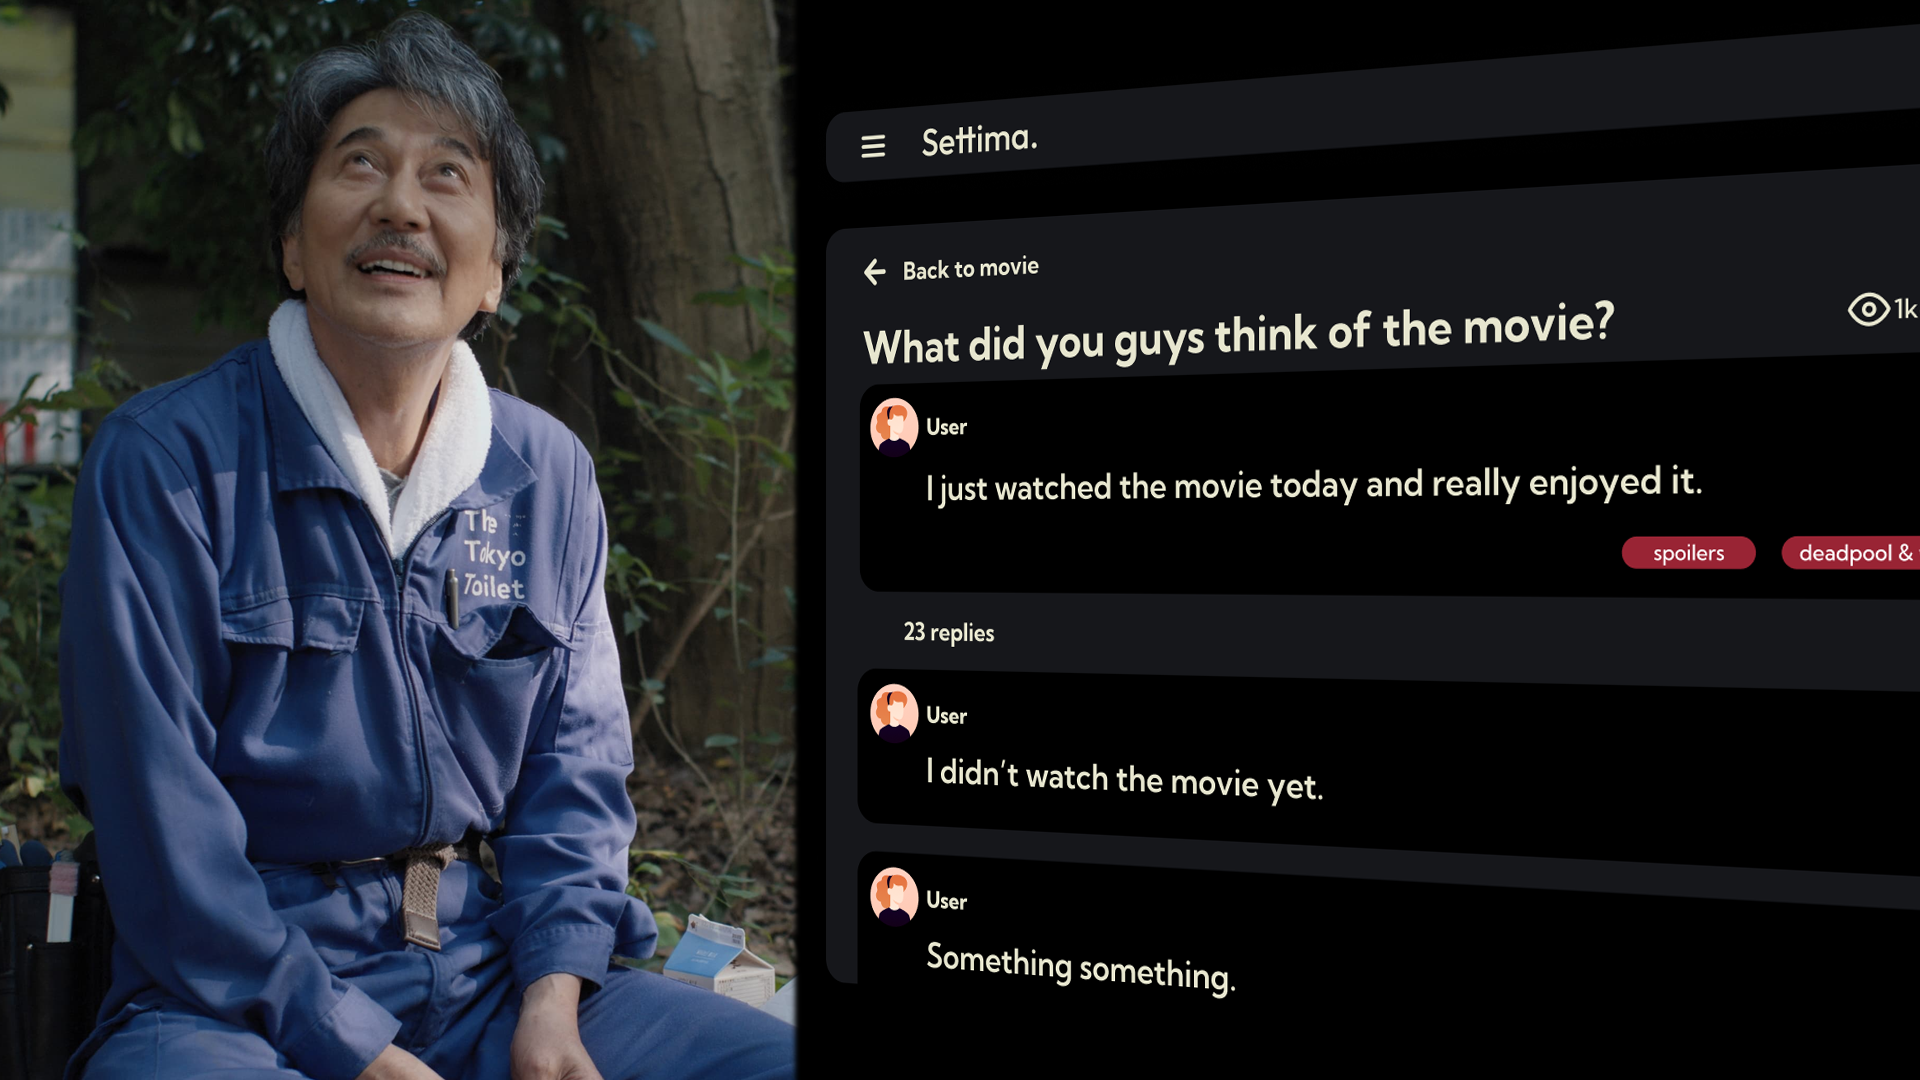 The
Tokyo
Toilet
Settima.
Back to movie
What did you guys think of the movie?
1k
User
I just watched the movie today and really enjoyed it.
spoilers
deadpool &
23 replies
User
I didn't watch the movie yet.
User
Something something.